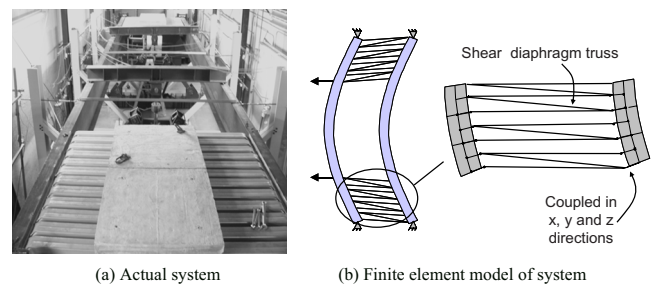 (b)
Shear diaphragm truss
Coupled in
x, y and z
directions
(a) Actual system
(b) Finite element model of system